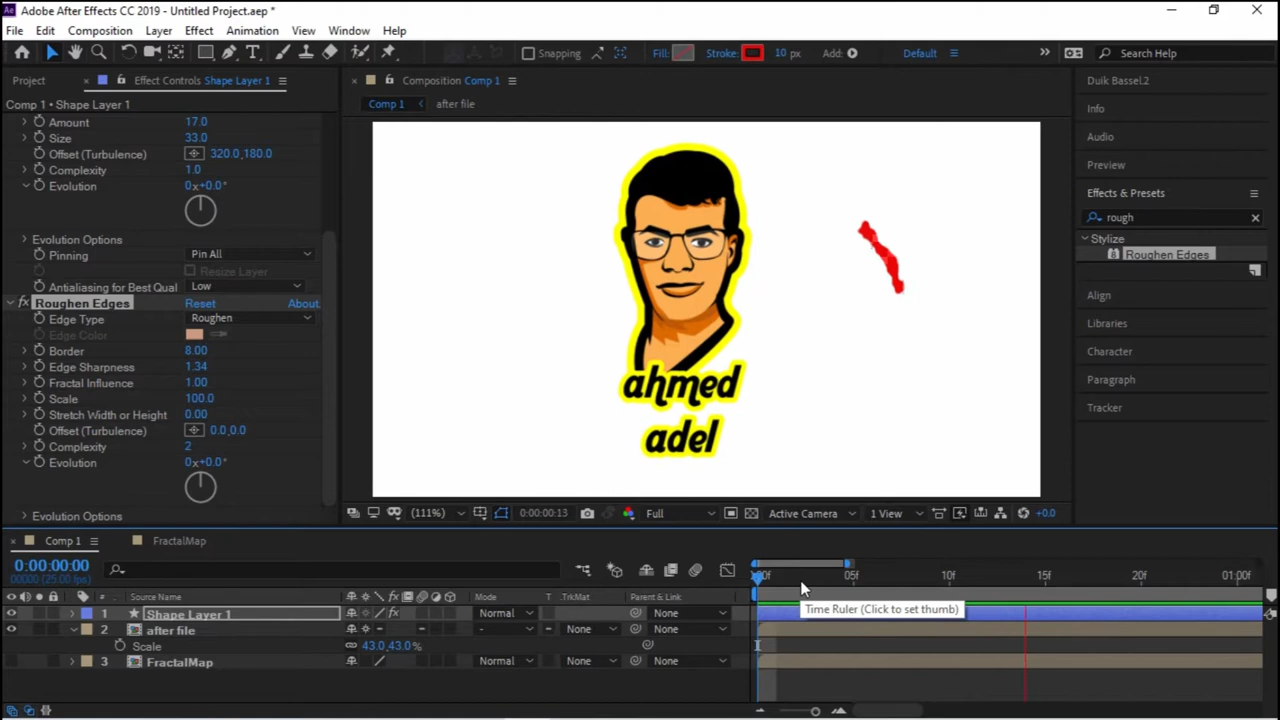 Adobe After Effects CC 2019 - Untitled Project.aep *
File Edit Composition Layer Effect Animation View Window Help
Snapping Fill: Stroke: 10 px Add: Default Search Help
Project Effect Controls Shape Layer 1 Composition Comp 1 Duik Bassel.2
Comp 1 • Shape Layer 1 Comp 1 after file
Info
Amount 17.0
Size 33.0 Audio
Offset (Turbulence) 320.0,180.0
Complexity 1.0 Preview
Evolution 0x+0.0° Effects & Presets
rough
Evolution Options Stylize
Pinning Pin All Roughen Edges
Resize Layer
Antialiasing for Best Qual Low Align
Roughen Edges Reset About.
Edge Type Roughen Libraries
Edge Color
Border 8.00 Character
Edge Sharpness 1.34
Fractal Influence 1.00 Paragraph
Scale 100.0
Stretch Width or Height 0.00 Tracker
Offset (Turbulence) 0.0,0.0
Complexity 2
Evolution 0x+0.0°
Evolution Options
ahmed
adel
(111%) 0:00:00:13 Full Active Camera 1 View +0.0
Comp 1 FractalMap
0:00:00:00
00000 (25.00 fps)
:00f 05f 10f 15f 20f 01:00f
Source Name Mode T .TrkMat Parent & Link
1 Shape Layer 1 Normal None
Time Ruler (Click to set thumb)
2 after file - None None
Scale 43.0,43.0%
3 FractalMap Normal None None